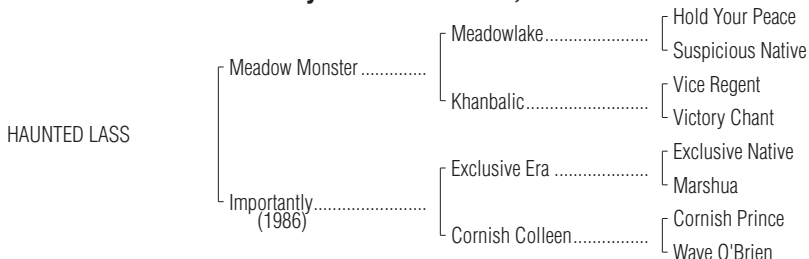 Hold Your Peace
Meadowlake........................
Suspicious Native
Meadow Monster ..............
Vice Regent
Khanbalic............................
Victory Chant
HAUNTED LASS
Exclusive Native
Exclusive Era .....................
Marshua
Importantly........................
(1986)
Cornish Prince
Cornish Colleen.................
Wave O'Brien